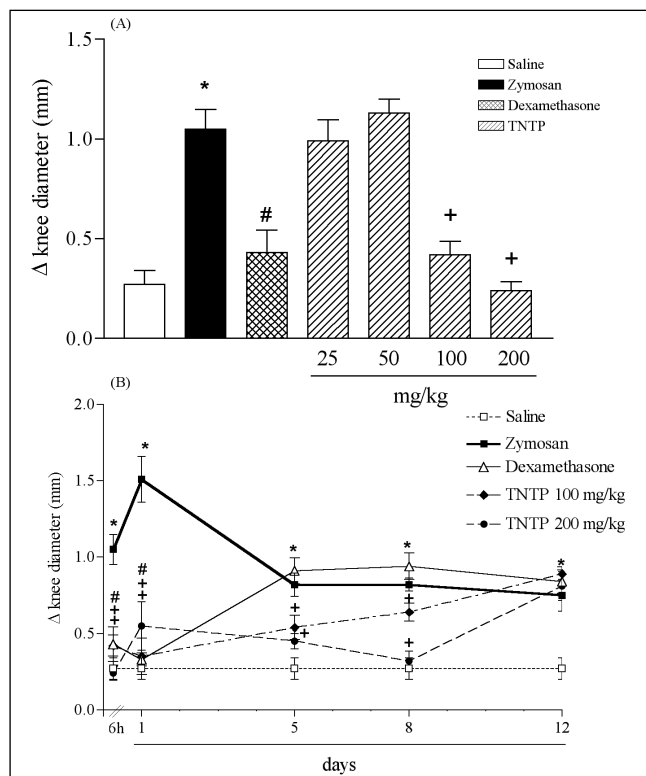 (A)
Δ knee diameter (mm)
1.5
1.0
0.5
0.0
Saline
Zymosan
Dexamethasone
TNTP
*
#
+
+
25 50 100 200
mg/kg
(B)
Δ knee diameter (mm)
2.0
1.5
1.0
0.5
0.0
Saline
Zymosan
Dexamethasone
TNTP 100 mg/kg
TNTP 200 mg/kg
* * * * *
# #
+ + + +
+ + + +
6h 1 5 8 12
days